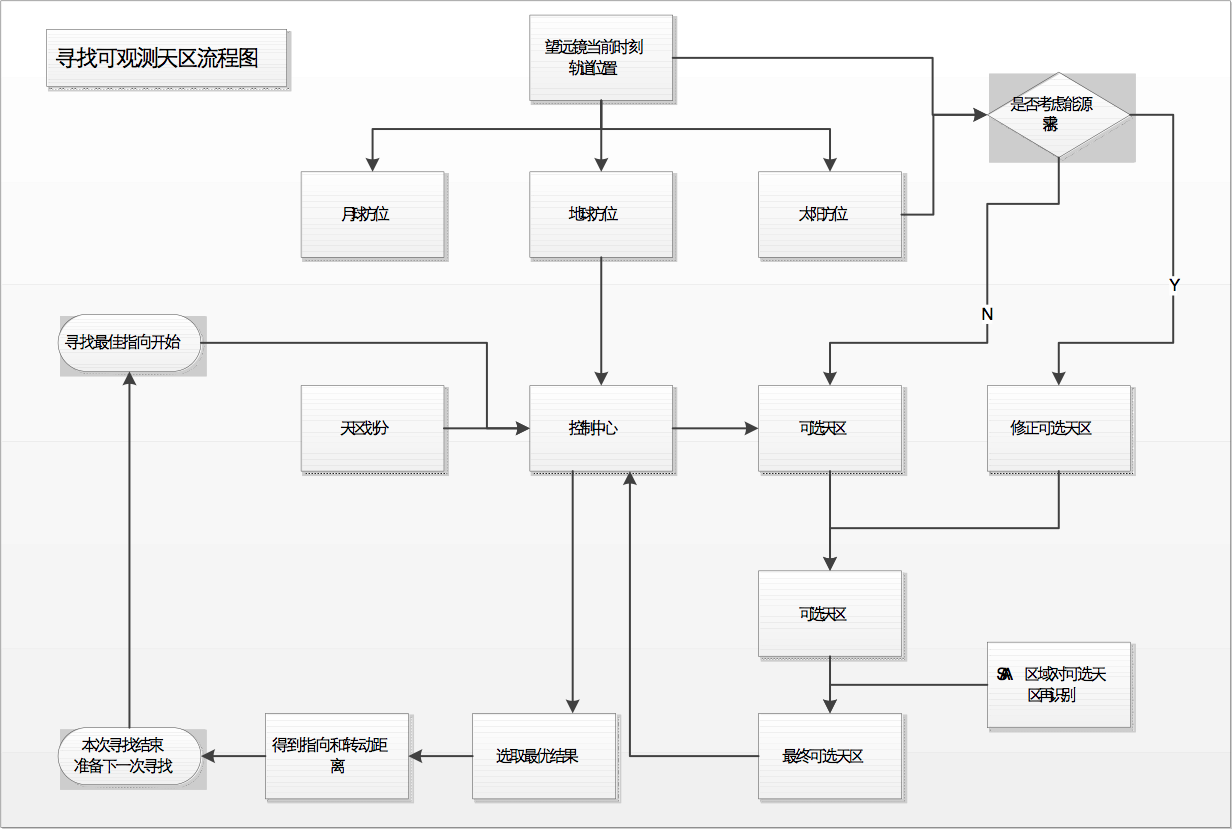 寻找可观测天区流程图
望远镜当前时刻
轨道位置
是否考虑能源
需求
月球方位
地球方位
太阳方位
Y
N
寻找最佳指向开始
天区划分
控制中心
可选天区
修正可选天区
可选天区
SAA 区域对可选天
区再识别
本次寻找结束
准备下一次寻找
得到指向和转动距
离
选取最优结果
最终可选天区